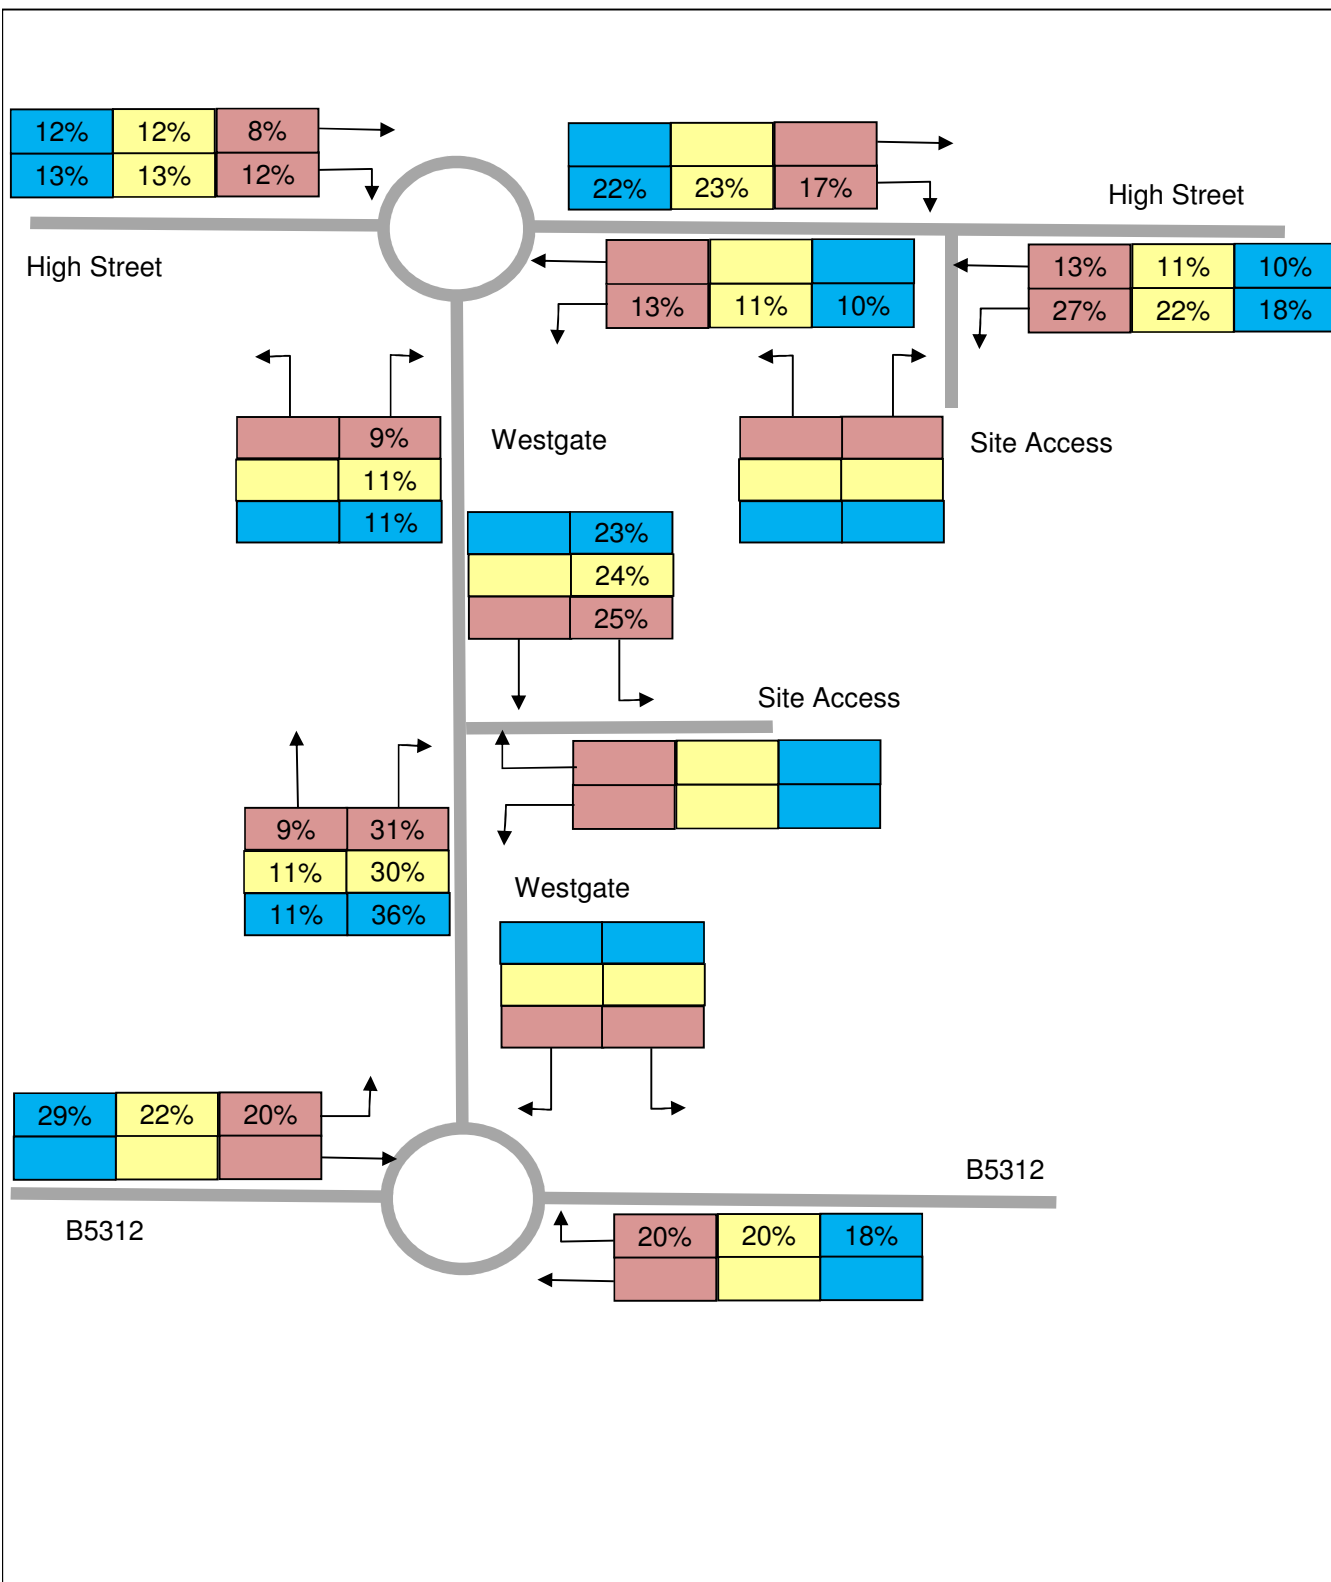 12% 12% 8%
13% 13% 12%
22% 23% 17%
High Street
High Street
13% 11% 10%
27% 22% 18%
13% 11% 10%
9%
11%
11%
Westgate
Site Access
23%
24%
25%
Site Access
9% 31%
11% 30%
11% 36%
Westgate
29% 22% 20%
B5312
B5312
20% 20% 18%